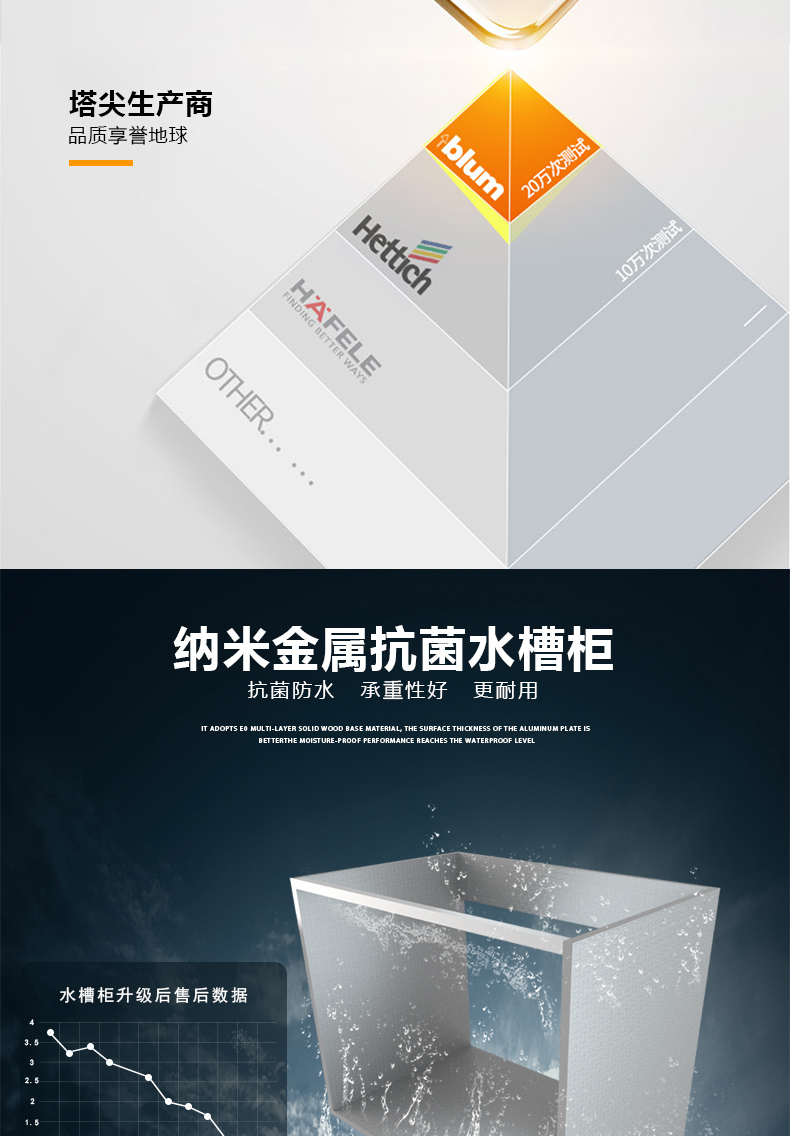 塔尖生产商
品质享誉地球
blum
20万次测试
Hettich
10万次测试
HÄFELE
FINDING BETTER WAYS
OTHER... ...
纳米金属抗菌水槽柜
抗菌防水 承重性好 更耐用
IT ADOPTS E0 MULTI-LAYER SOLID WOOD BASE MATERIAL, THE SURFACE THICKNESS OF THE ALUMINUM PLATE IS
BETTERTHE MOISTURE-PROOF PERFORMANCE REACHES THE WATERPROOF LEVEL
水槽柜升级后售后数据
4
3.5
3
2.5
2
1.5